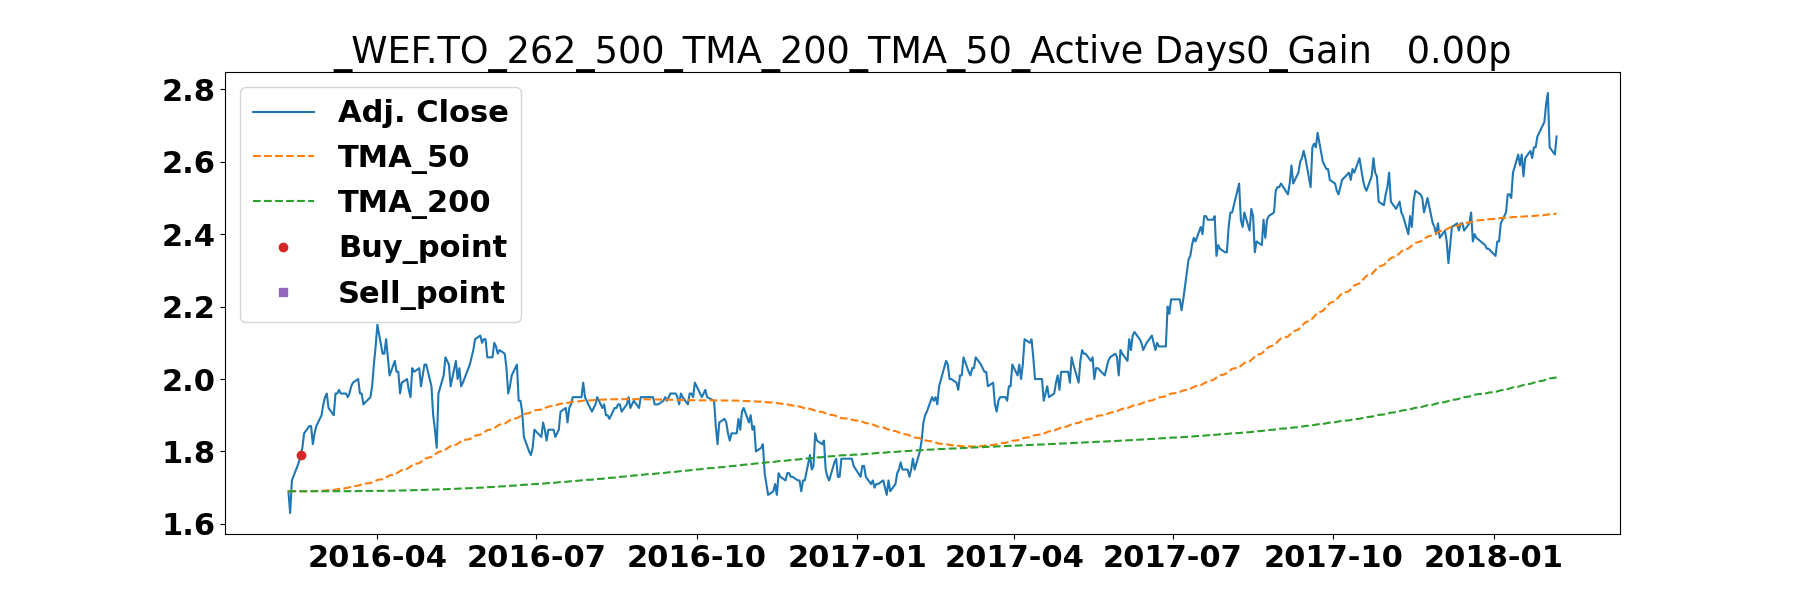 _WEF.TO_262_500_TMA_200_TMA_50_Active Days0_Gain   0.00p
2.8
2.6
2.4
2.2
2.0
1.8
1.6
Adj. Close
TMA_50
TMA_200
Buy_point
Sell_point
2016-04 2016-07 2016-10 2017-01 2017-04 2017-07 2017-10 2018-01